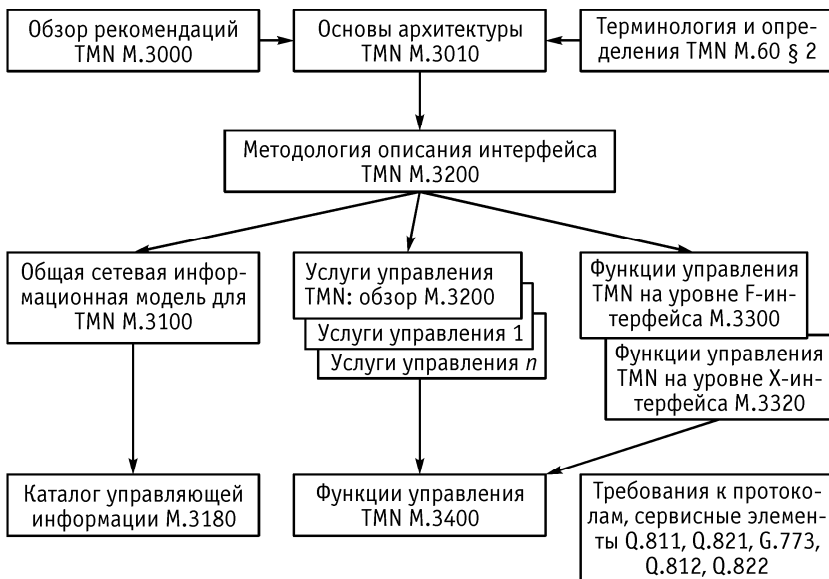 Обзор рекомендаций
TMN M.3000
Основы архитектуры
TMN M.3010
Терминология и опре-
деления TMN M.60 § 2
Методология описания интерфейса
TMN M.3200
Общая сетевая инфор-
мационная модель для
TMN M.3100
Услуги управления
TMN: обзор M.3200
Услуги управления 1
Услуги управления n
Функции управления
TMN на уровне F-ин-
терфейса M.3300
Функции управления
TMN на уровне X-ин-
терфейса M.3320
Каталог управляющей
информации M.3180
Функции управления
TMN M.3400
Требования к протоко-
лам, сервисные элемен-
ты Q.811, Q.821, G.773,
Q.812, Q.822